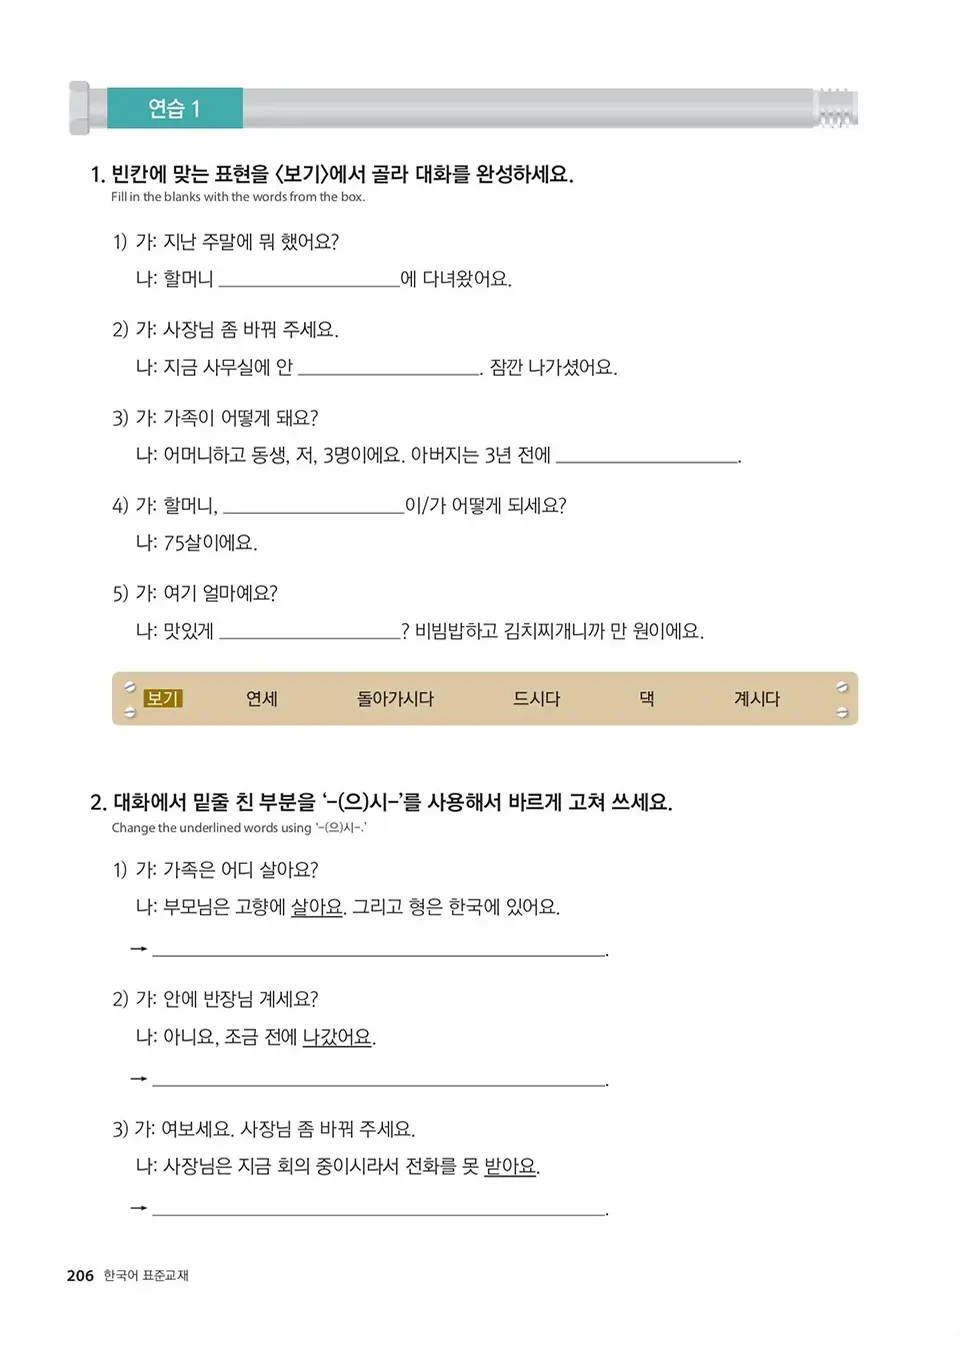 연습 1
1. 빈칸에 맞는 표현을 〈보기〉에서 골라 대화를 완성하세요.
Fill in the blanks with the words from the box.
1) 가: 지난 주말에 뭐 했어요?
나: 할머니 ____________________에 다녀왔어요.
2) 가: 사장님 좀 바꿔 주세요.
나: 지금 사무실에 안 ____________________. 잠깐 나가셨어요.
3) 가: 가족이 어떻게 돼요?
나: 어머니하고 동생, 저, 3명이에요. 아버지는 3년 전에 ____________________.
4) 가: 할머니, ____________________이/가 어떻게 되세요?
나: 75살이에요.
5) 가: 여기 얼마예요?
나: 맛있게 ____________________? 비빔밥하고 김치찌개니까 만 원이에요.
보기 연세 돌아가시다 드시다 댁 계시다
2. 대화에서 밑줄 친 부분을 ‘-(으)시-’를 사용해서 바르게 고쳐 쓰세요.
Change the underlined words using ‘-(으)시-.’
1) 가: 가족은 어디 살아요?
나: 부모님은 고향에 살아요. 그리고 형은 한국에 있어요.
→ ____________________.
2) 가: 안에 반장님 계세요?
나: 아니요, 조금 전에 나갔어요.
→ ____________________.
3) 가: 여보세요. 사장님 좀 바꿔 주세요.
나: 사장님은 지금 회의 중이시라서 전화를 못 받아요.
→ ____________________.
206 한국어 표준교재